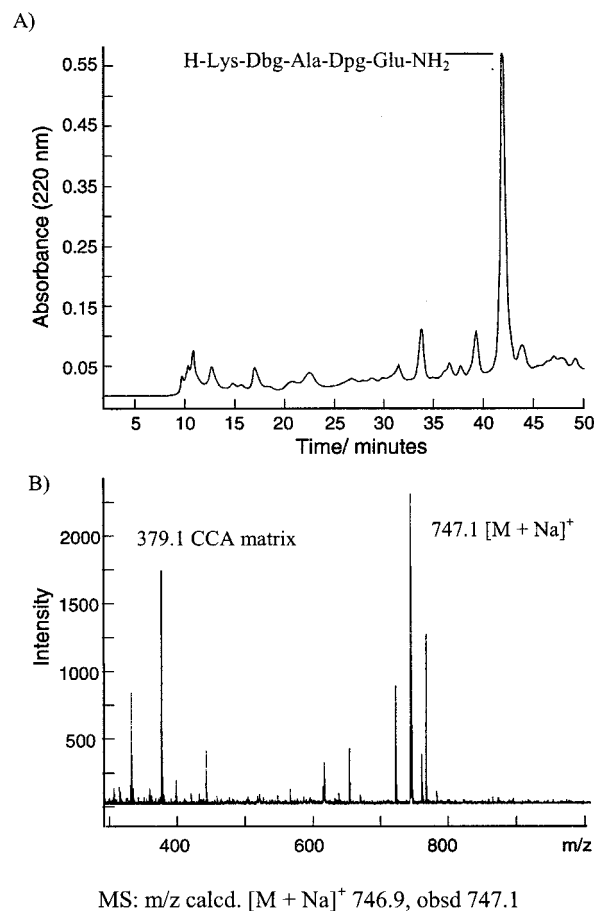 A)
H-Lys-Dbg-Ala-Dpg-Glu-NH2
0.55
0.45
0.35
0.25
0.15
0.05
Absorbance (220 nm)
5 10 15 20 25 30 35 40 45 50
Time/ minutes
B)
379.1 CCA matrix
747.1 [M + Na]+
2000
1500
1000
500
Intensity
400 600 800 m/z
MS: m/z calcd. [M + Na]+ 746.9, obsd 747.1